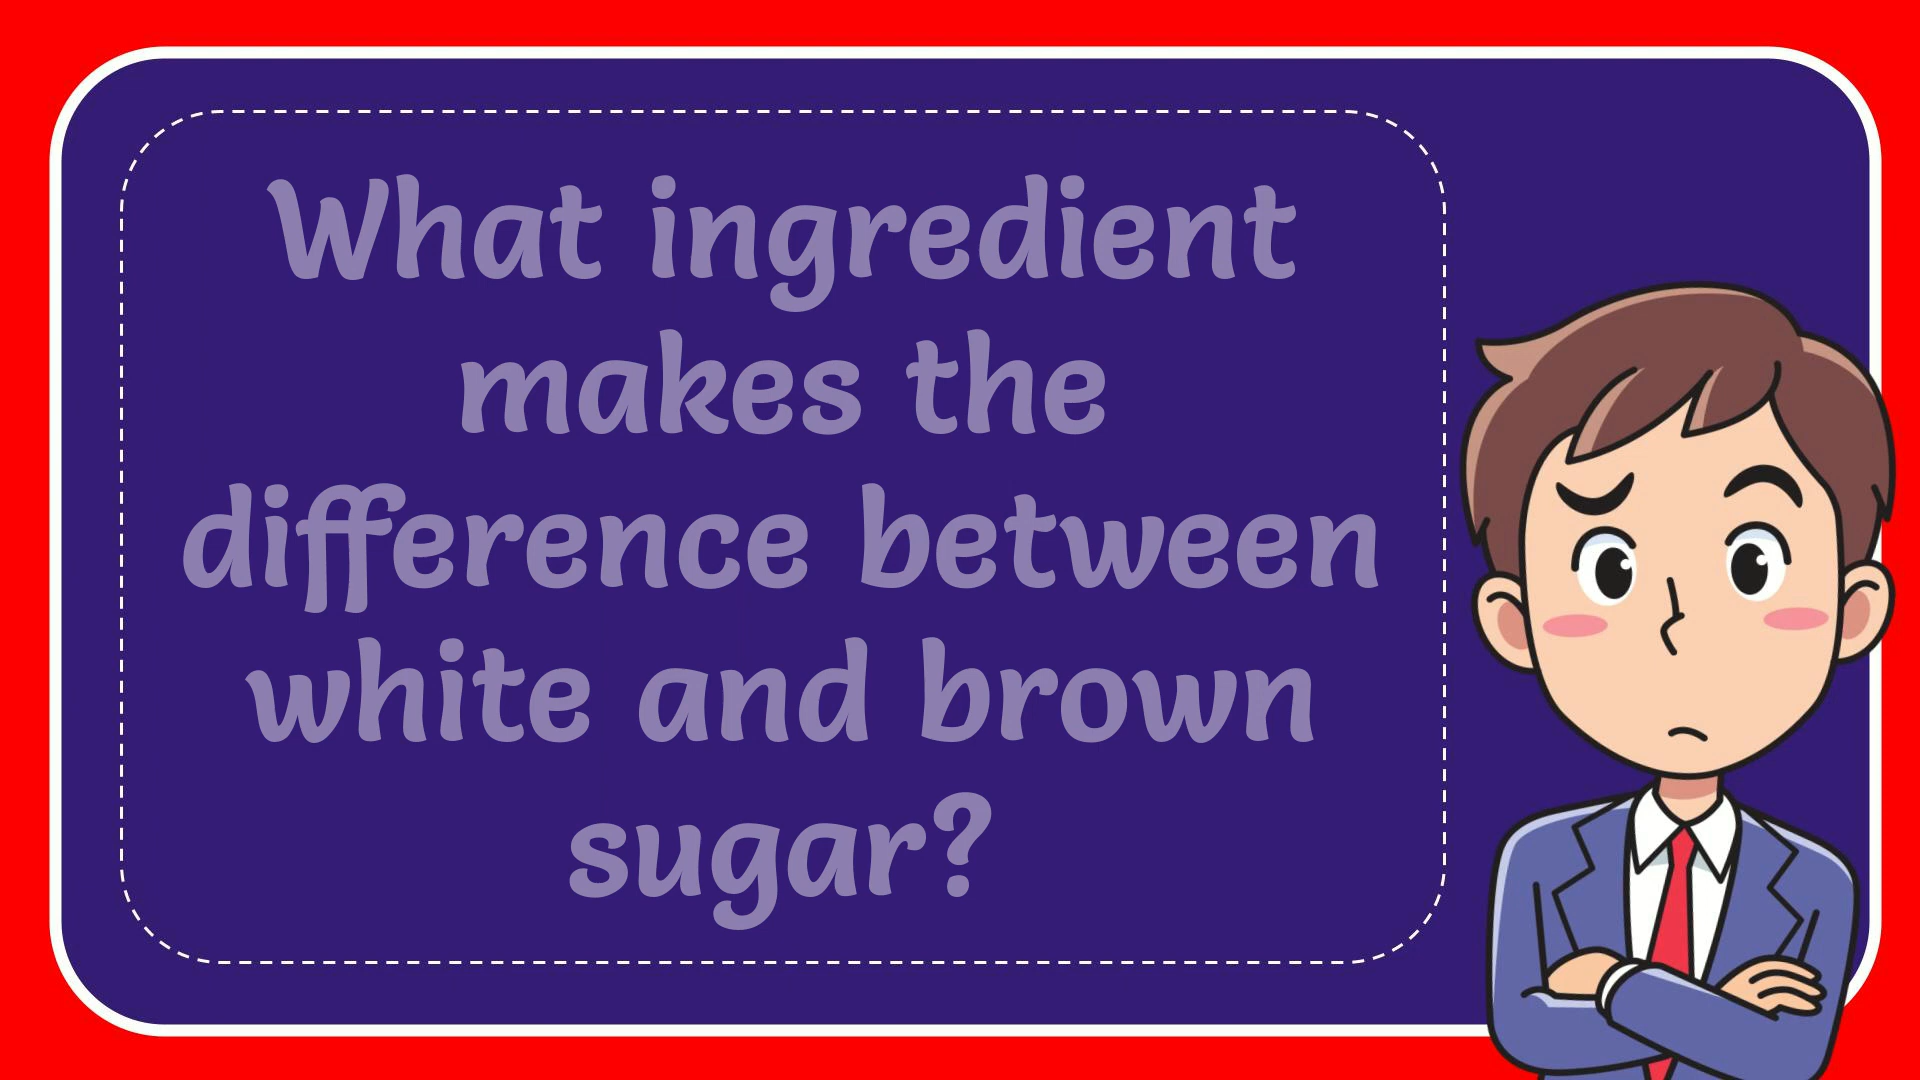 What ingredient
makes the
difference between
white and brown
sugar?